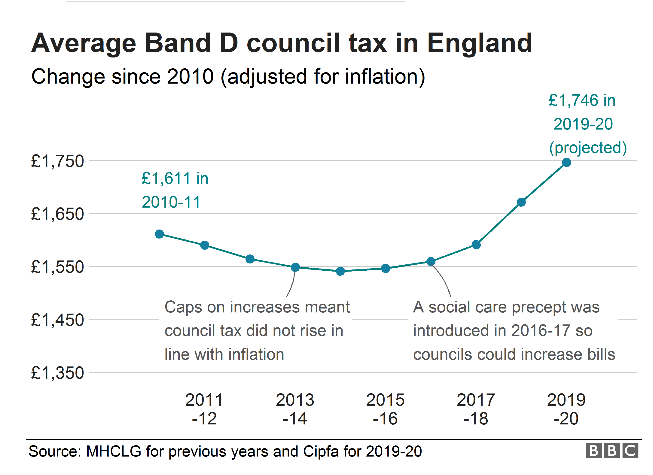 Average Band D council tax in England
Change since 2010 (adjusted for inflation)
£1,746 in
2019-20
(projected)
£1,750
£1,611 in
2010-11
£1,650
£1,550
Caps on increases meant
council tax did not rise in
line with inflation
A social care precept was
introduced in 2016-17 so
councils could increase bills
£1,450
£1,350
2011
-12
2013
-14
2015
-16
2017
-18
2019
-20
Source: MHCLG for previous years and Cipfa for 2019-20
BBC